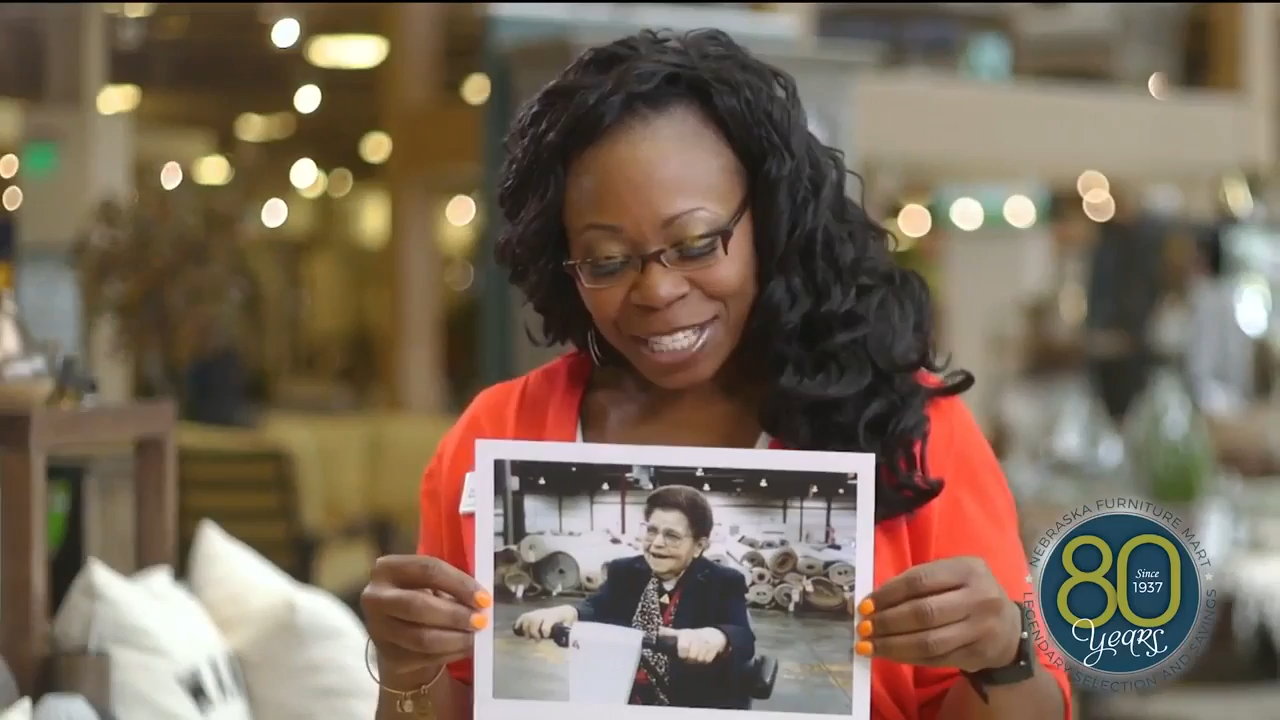 NEBRASKA FURNITURE MART
80
Since
1937
Years
LEGENDARY SELECTION AND SAVINGS